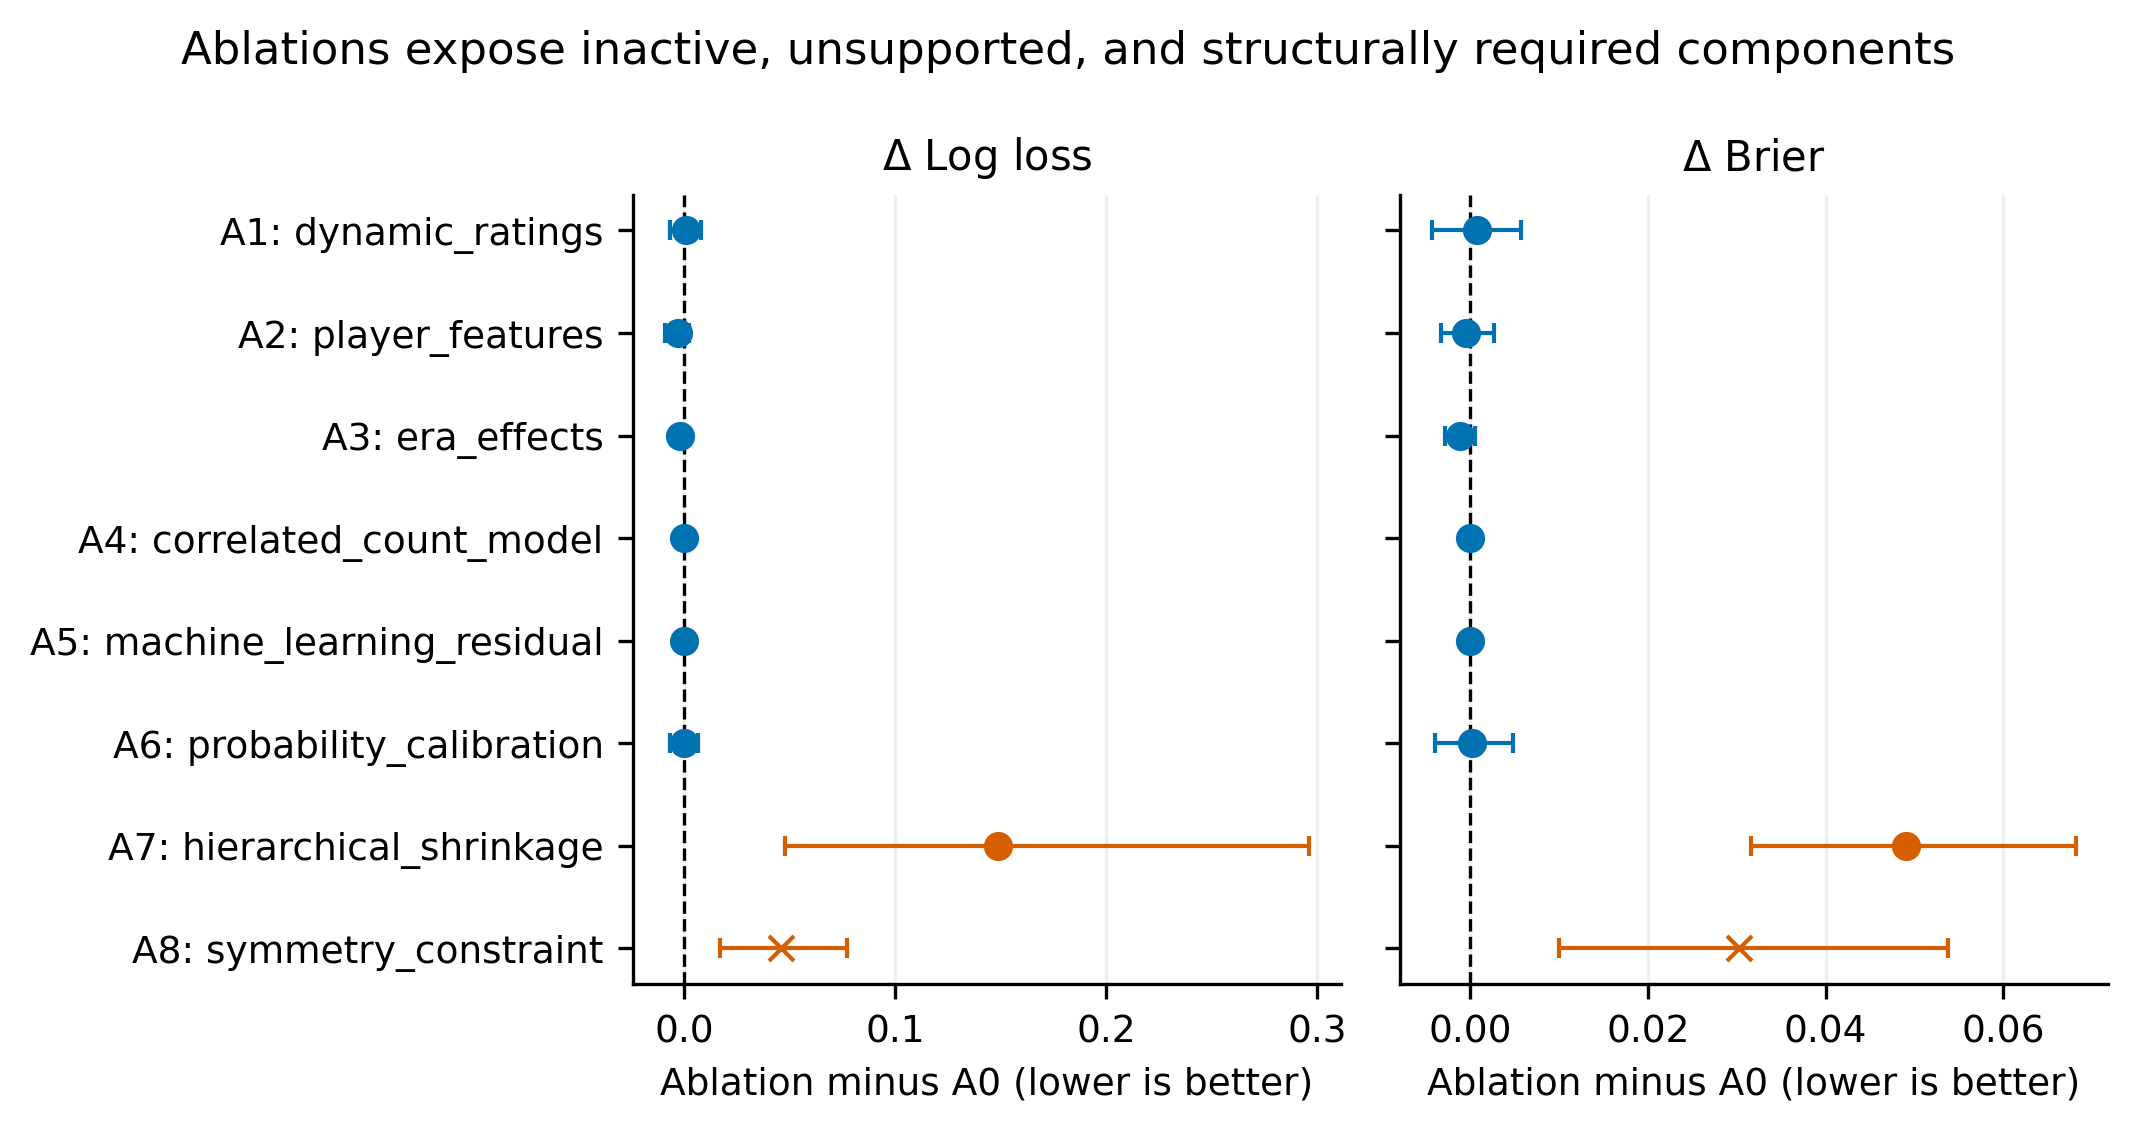 Ablations expose inactive, unsupported, and structurally required components
Δ Log loss
Δ Brier
A1: dynamic_ratings
A2: player_features
A3: era_effects
A4: correlated_count_model
A5: machine_learning_residual
A6: probability_calibration
A7: hierarchical_shrinkage
A8: symmetry_constraint
0.0 0.1 0.2 0.3
0.00 0.02 0.04 0.06
Ablation minus A0 (lower is better)
Ablation minus A0 (lower is better)